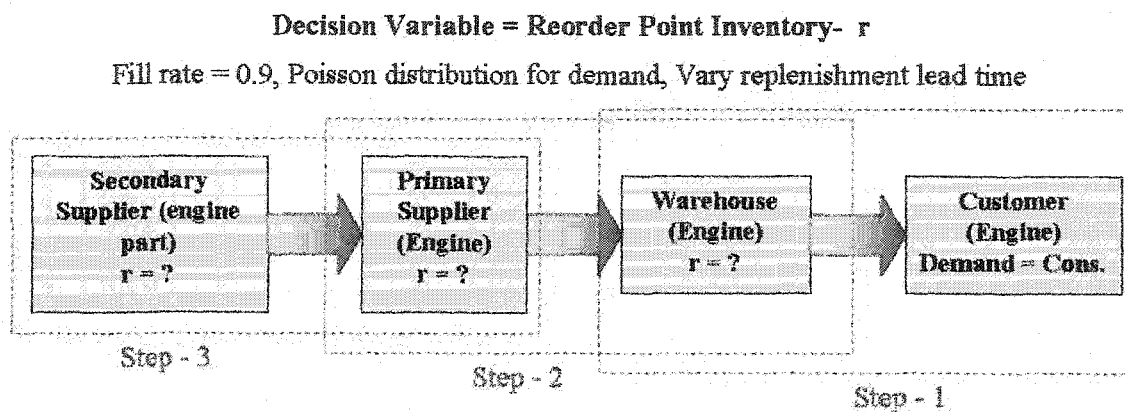 Decision Variable = Reorder Point Inventory- r
Fill rate = 0.9, Poisson distribution for demand, Vary replenishment lead time
Secondary
Supplier (engine
part)
r = ?
Primary
Supplier
(Engine)
r = ?
Warehouse
(Engine)
r = ?
Customer
(Engine)
Demand = Cons.
Step - 3
Step - 2
Step - 1